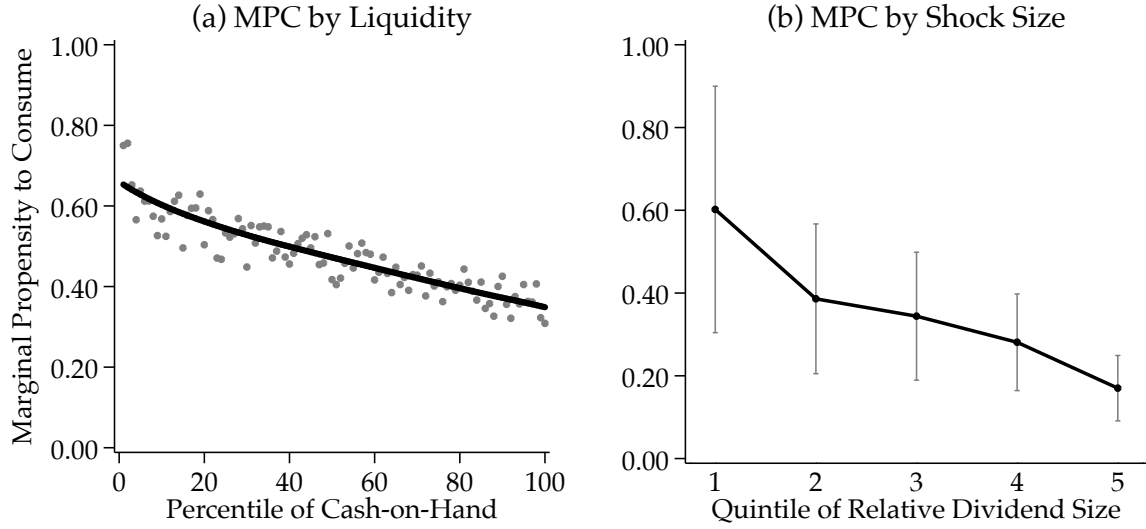 (a) MPC by Liquidity
Marginal Propensity to Consume
1.00
0.80
0.60
0.40
0.20
0.00
0 20 40 60 80 100
Percentile of Cash-on-Hand
(b) MPC by Shock Size
1.00
0.80
0.60
0.40
0.20
0.00
1 2 3 4 5
Quintile of Relative Dividend Size